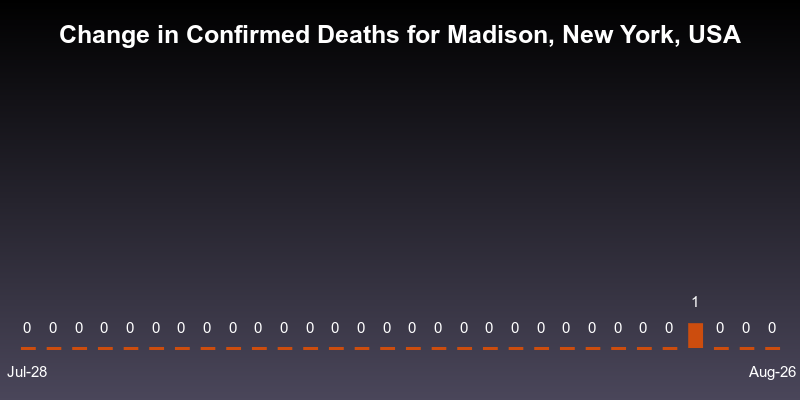 Change in Confirmed Deaths for Madison, New York, USA
1
0 0 0 0 0 0 0 0 0 0 0 0 0 0 0 0 0 0 0 0 0 0 0 0 0 0 0 0 0
Jul-28 Aug-26